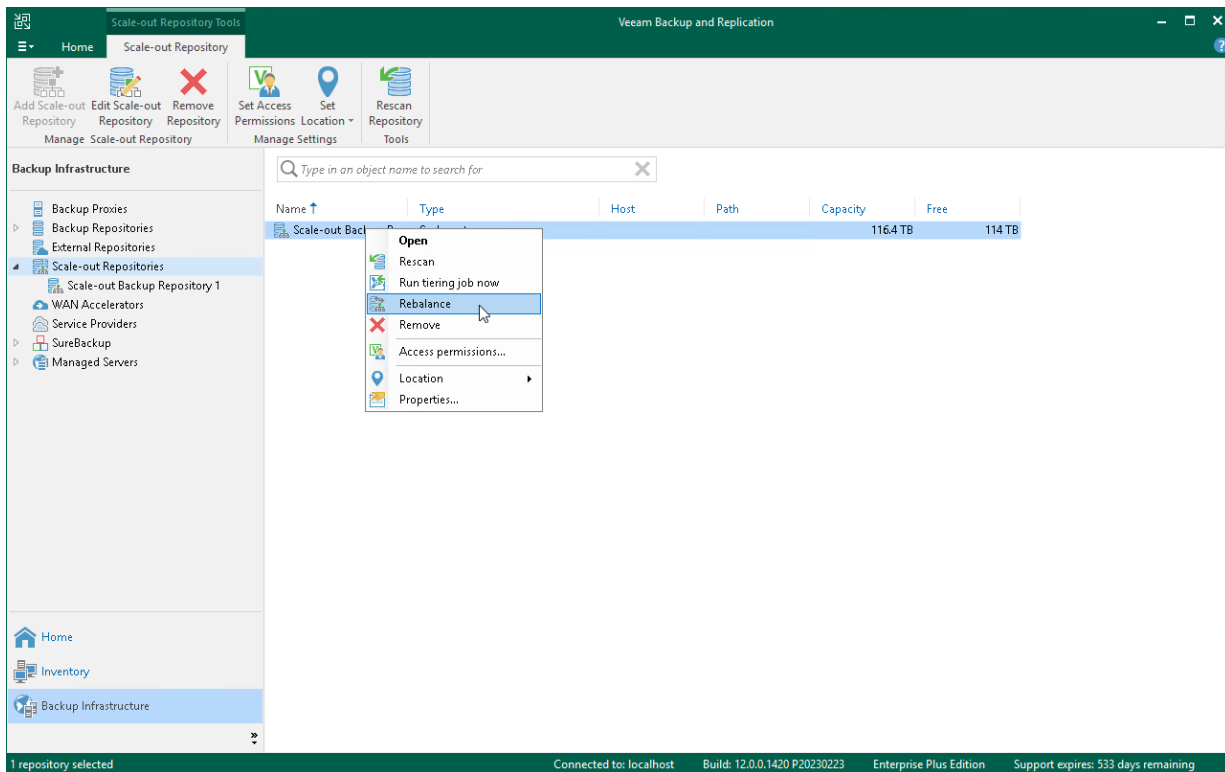 Scale-out Repository Tools
Veeam Backup and Replication
Home
Scale-out Repository
Add Scale-out Repository
Edit Scale-out Repository
Remove Repository
Manage Scale-out Repository
Set Access Permissions
Set Location
Manage Settings
Rescan Repository
Tools
Backup Infrastructure
Backup Proxies
Backup Repositories
External Repositories
Scale-out Repositories
Scale-out Backup Repository 1
WAN Accelerators
Service Providers
SureBackup
Managed Servers
Home
Inventory
Backup Infrastructure
Type in an object name to search for
Name Type Host Path Capacity Free
Scale-out 116.4 TB 114 TB
Open
Rescan
Run tiering job now
Rebalance
Remove
Access permissions...
Location
Properties...
1 repository selected
Connected to: localhost
Build: 12.0.0.1420 P20230223
Enterprise Plus Edition
Support expires: 533 days remaining